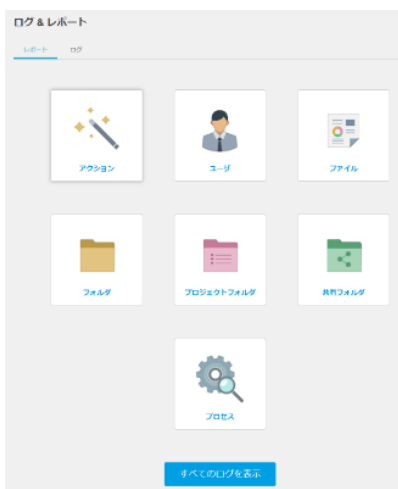 ログ & レポート
レポート ログ
アクション ユーザ ファイル
フォルダ プロジェクトフォルダ 共有フォルダ
プロセス
すべてのログを表示